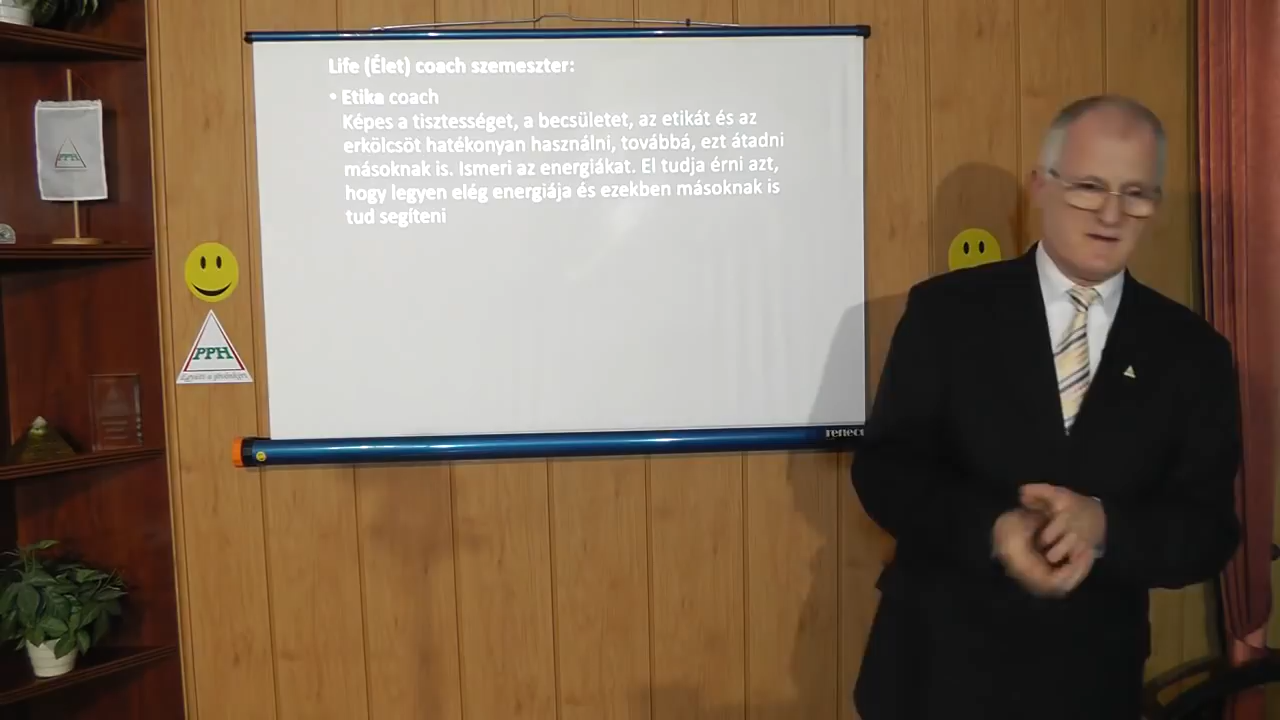 Life (Élet) coach szemeszter:
• Etika coach
Képes a tisztességet, a becsületet, az etikát és az
erkölcsöt hatékonyan használni, továbbá, ezt átadni
másoknak is. Ismeri az energiákat. El tudja érni azt,
hogy legyen elég energiája és ezekben másoknak is
tud segíteni
PPH
PPH